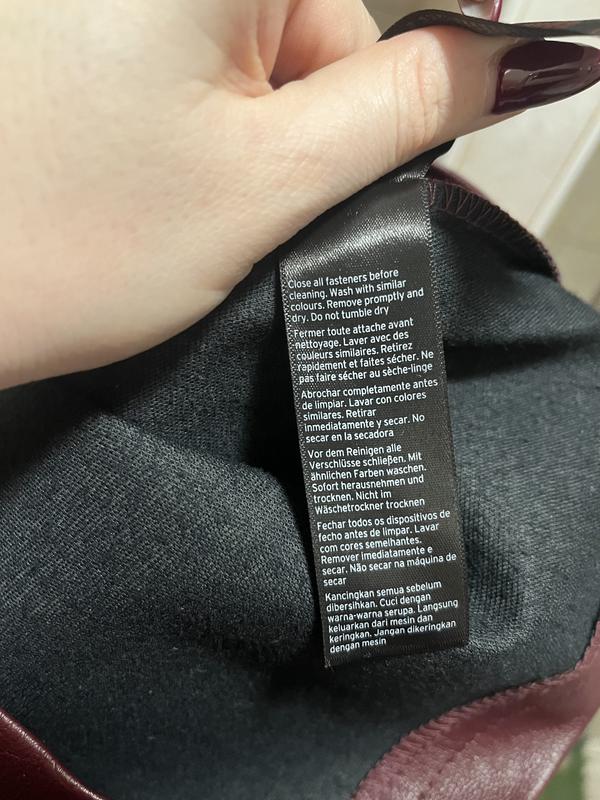 Close all fasteners before
cleaning. Wash with similar
colours. Remove promptly and
dry. Do not tumble dry
Fermer toute attache avant
nettoyage. Laver avec des
couleurs similaires. Retirez
rapidement et faites sécher. Ne
pas faire sécher au sèche-linge
Abrochar completamente antes
de limpiar. Lavar con colores
similares. Retirar
inmediatamente y secar. No
secar en la secadora
Vor dem Reinigen alle
Verschlüsse schließen. Mit
ähnlichen Farben waschen.
Sofort herausnehmen und
trocknen. Nicht im
Wäschetrockner trocknen
Fechar todos os dispositivos de
fecho antes de limpar. Lavar
com cores semelhantes.
Remover imediatamente e
secar. Não secar na máquina de
secar
Kancingkan semua sebelum
dibersihkan. Cuci dengan
warna-warna serupa. Langsung
keluarkan dari mesin dan
keringkan. Jangan dikeringkan
dengan mesin